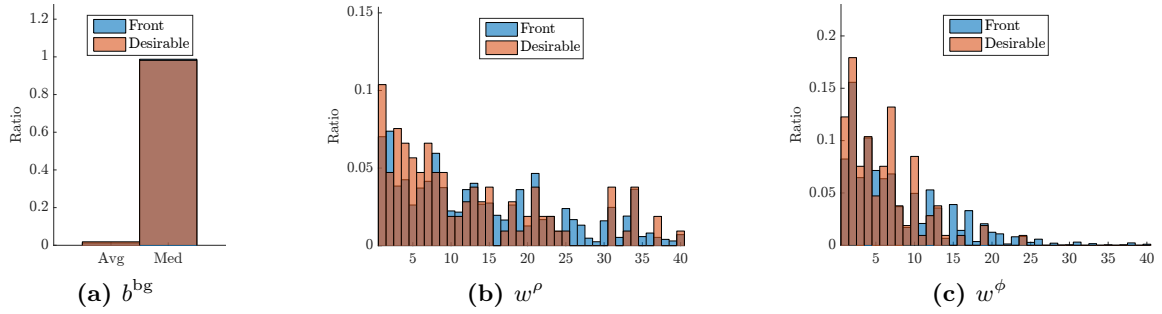 Front
Desirable
Ratio
1.2
1
0.8
0.6
0.4
0.2
0
Avg Med
(a) b^bg
Front
Desirable
Ratio
0.15
0.1
0.05
0
5 10 15 20 25 30 35 40
(b) w^ρ
Front
Desirable
Ratio
0.2
0.15
0.1
0.05
0
5 10 15 20 25 30 35 40
(c) w^ϕ